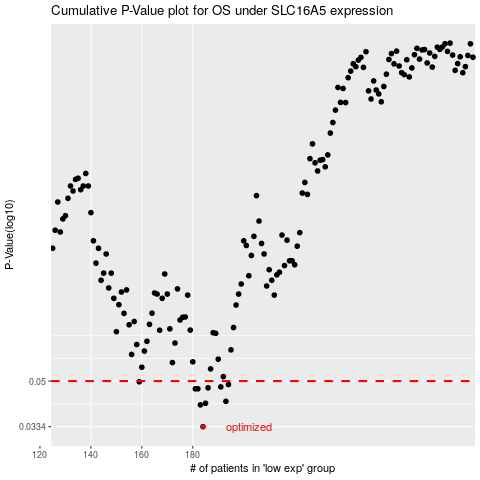 Cumulative P-Value plot for OS under SLC16A5 expression
P-Value(log10)
0.05
0.0334
optimized
120 140 160 180
# of patients in 'low exp' group